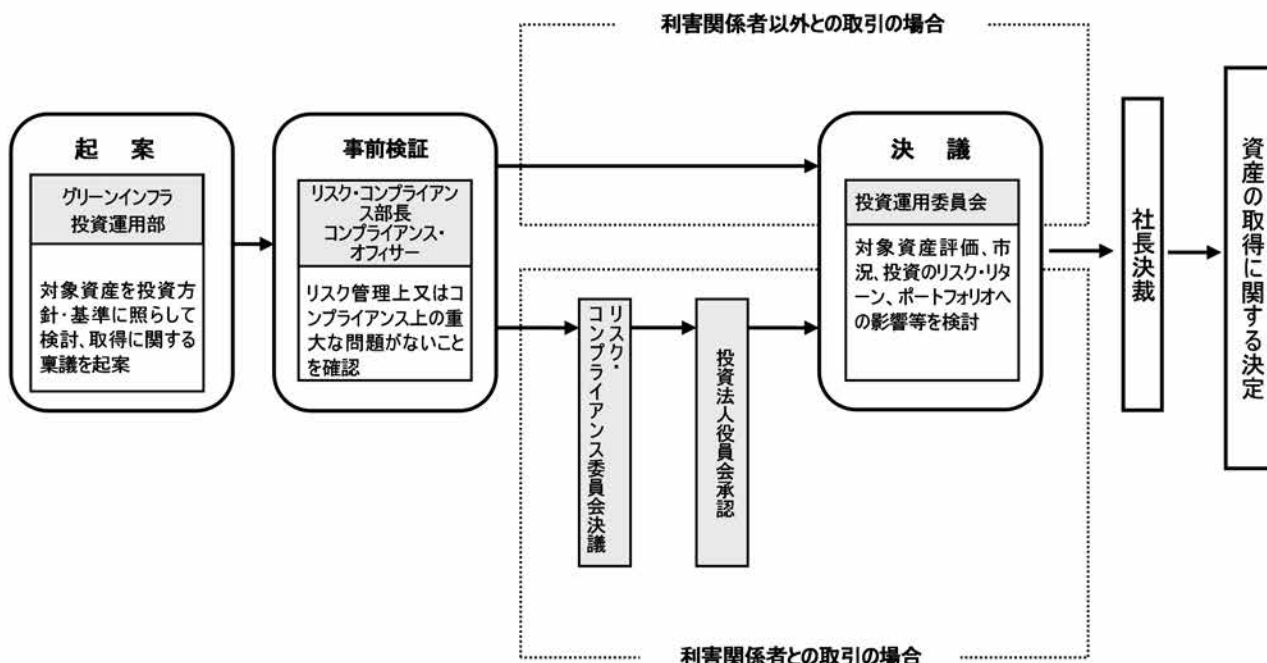 利害関係者以外との取引の場合
起　案
グリーンインフラ
投資運用部
対象資産を投資方
針・基準に照らして
検討、取得に関する
稟議を起案
事前検証
リスク・コンプライアン
ス部長
コンプライアンス・
オフィサー
リスク管理上又はコ
ンプライアンス上の重
大な問題がないこと
を確認
リスク・
コンプライアンス委員会決議
投資法人役員会承認
決　議
投資運用委員会
対象資産評価、市
況、投資のリスク・リタ
ーン、ポートフォリオへ
の影響等を検討
社長決裁
資産の取得に関する決定
利害関係者との取引の場合